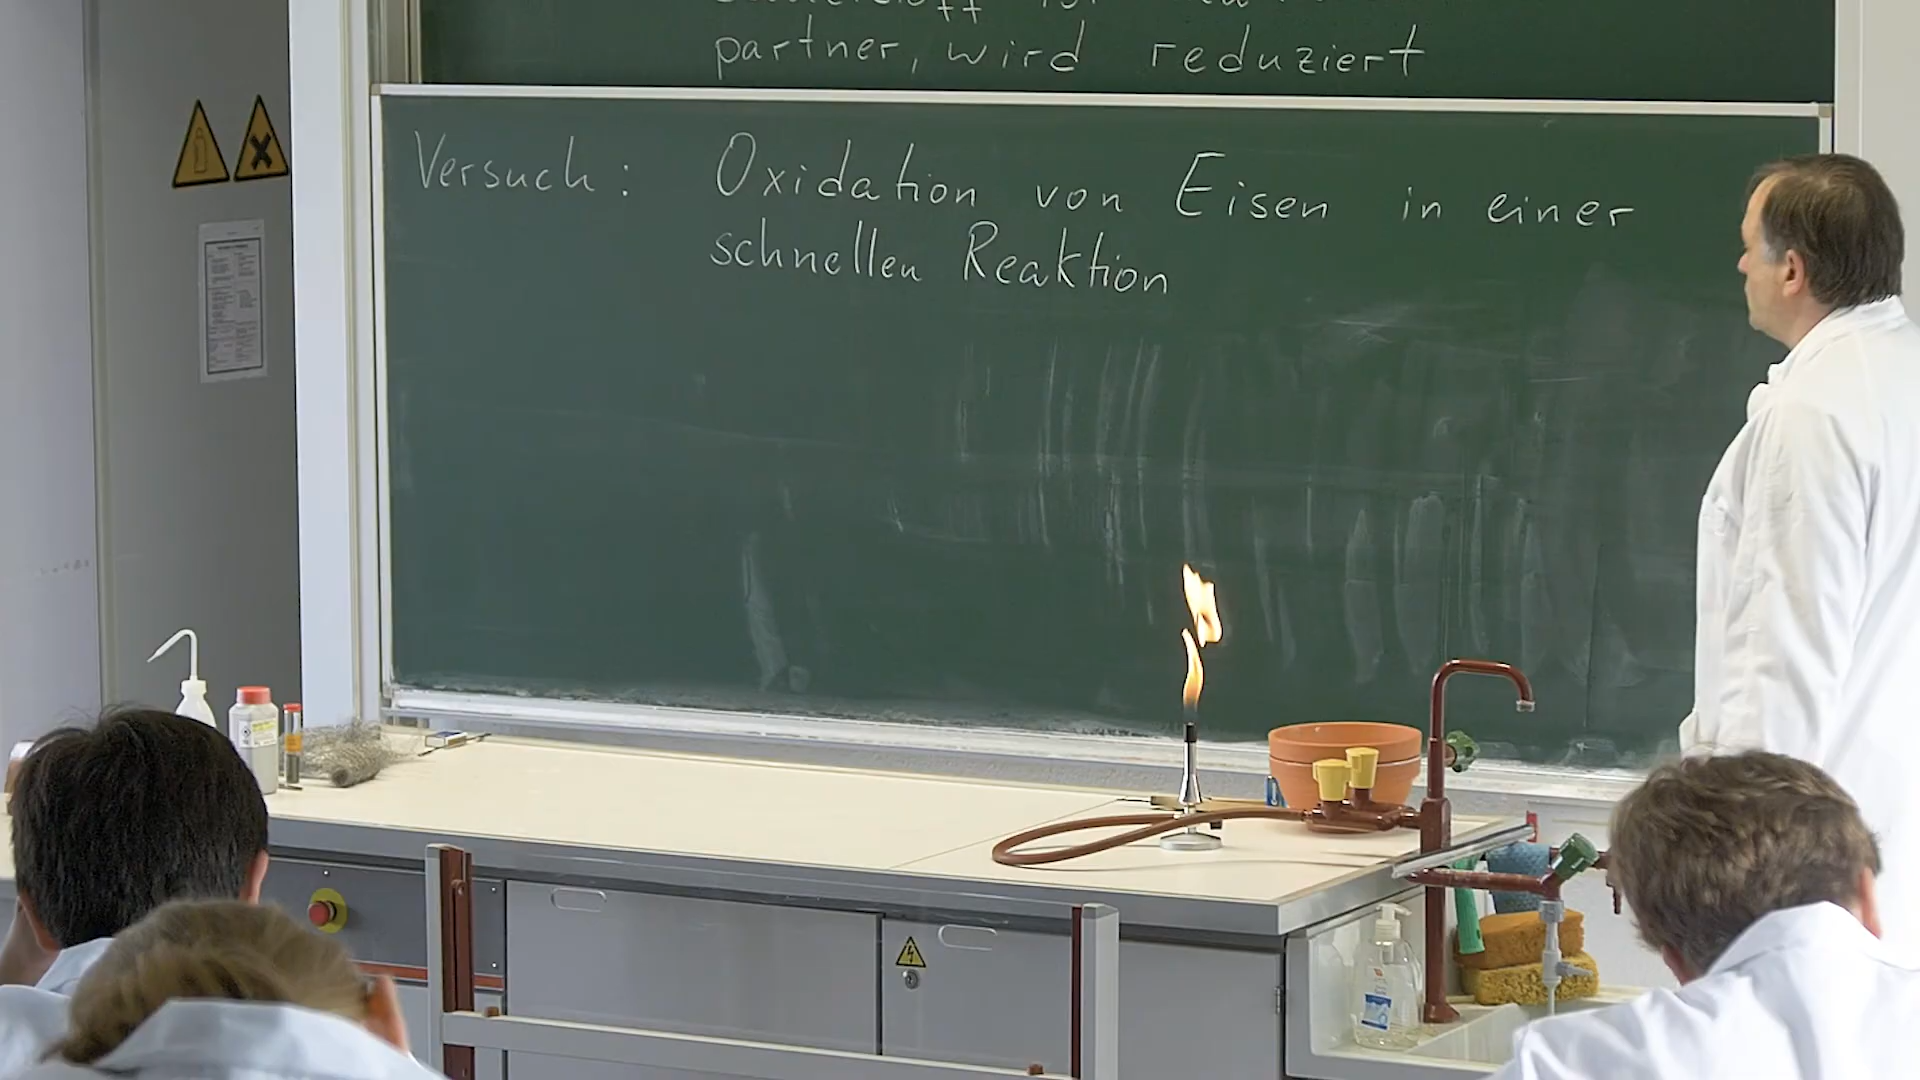 partner, wird reduziert
Versuch: Oxidation von Eisen in einer
schnellen Reaktion